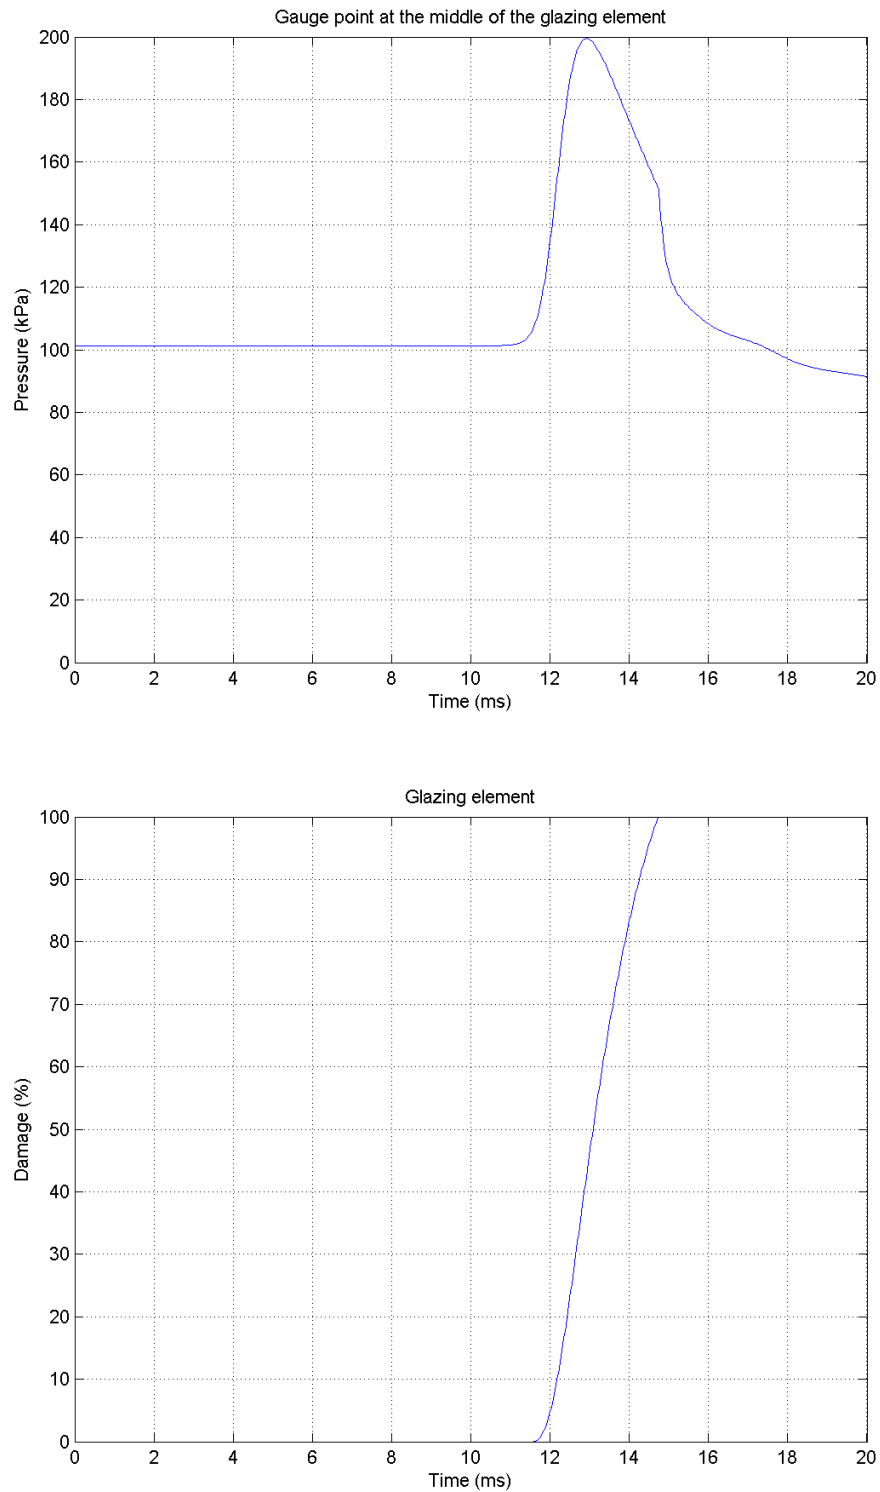 Gauge point at the middle of the glazing element
200
180
160
140
120
100
80
60
40
20
0
Pressure (kPa)
0 2 4 6 8 10 12 14 16 18 20
Time (ms)
Glazing element
100
90
80
70
60
50
40
30
20
10
0
Damage (%)
0 2 4 6 8 10 12 14 16 18 20
Time (ms)